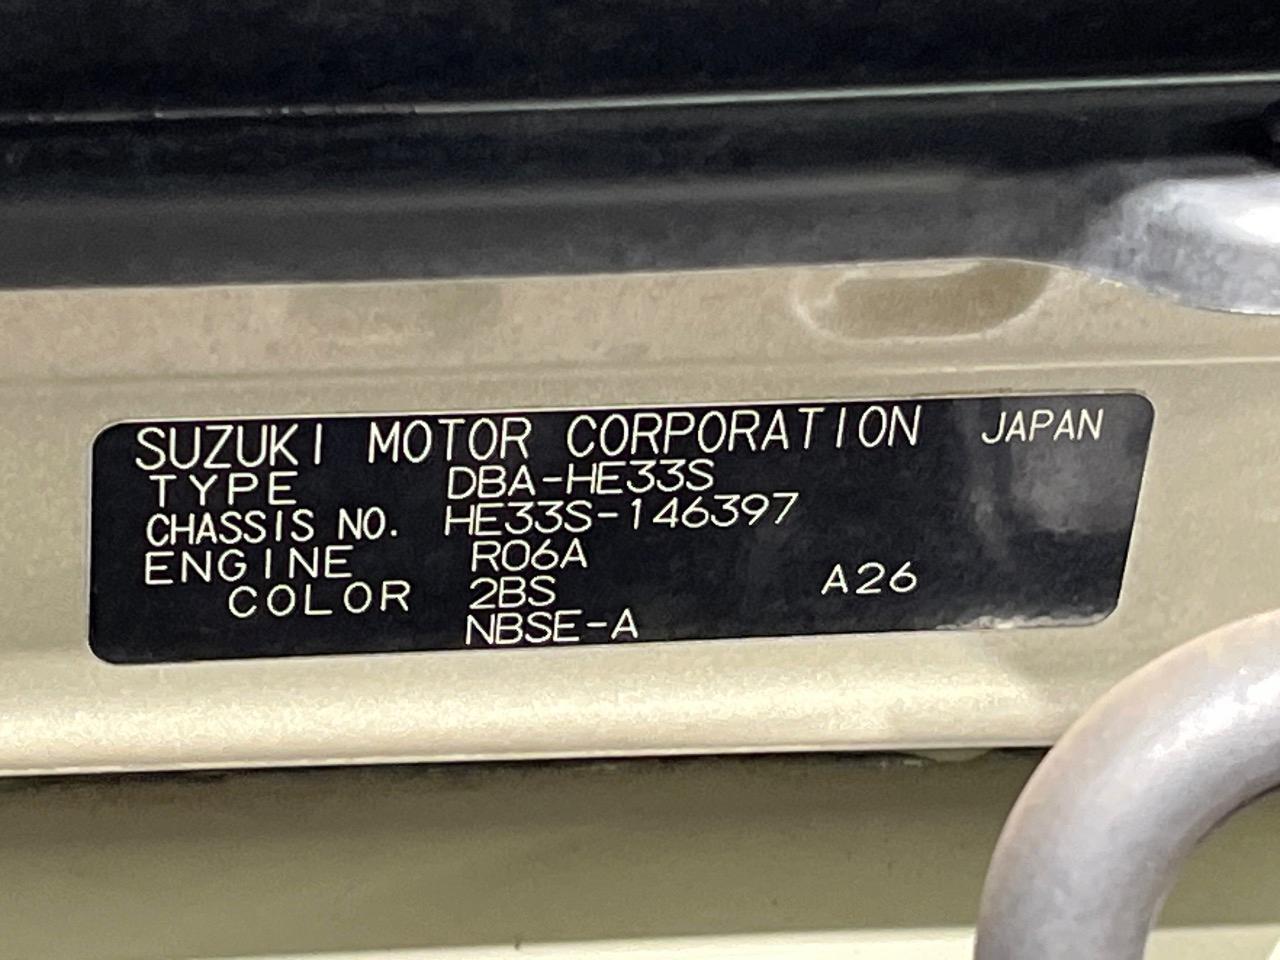 SUZUKI MOTOR CORPORATION JAPAN
TYPE DBA-HE33S
CHASSIS NO. HE33S-146397
ENGINE R06A
COLOR 2BS A26
NBSE-A